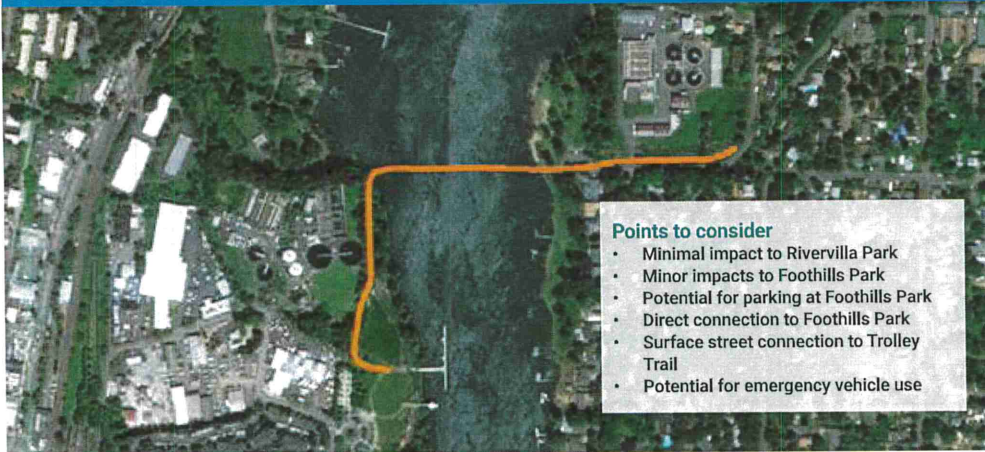 Points to consider
• Minimal impact to Rivervilla Park
• Minor impacts to Foothills Park
• Potential for parking at Foothills Park
• Direct connection to Foothills Park
• Surface street connection to Trolley
Trail
• Potential for emergency vehicle use